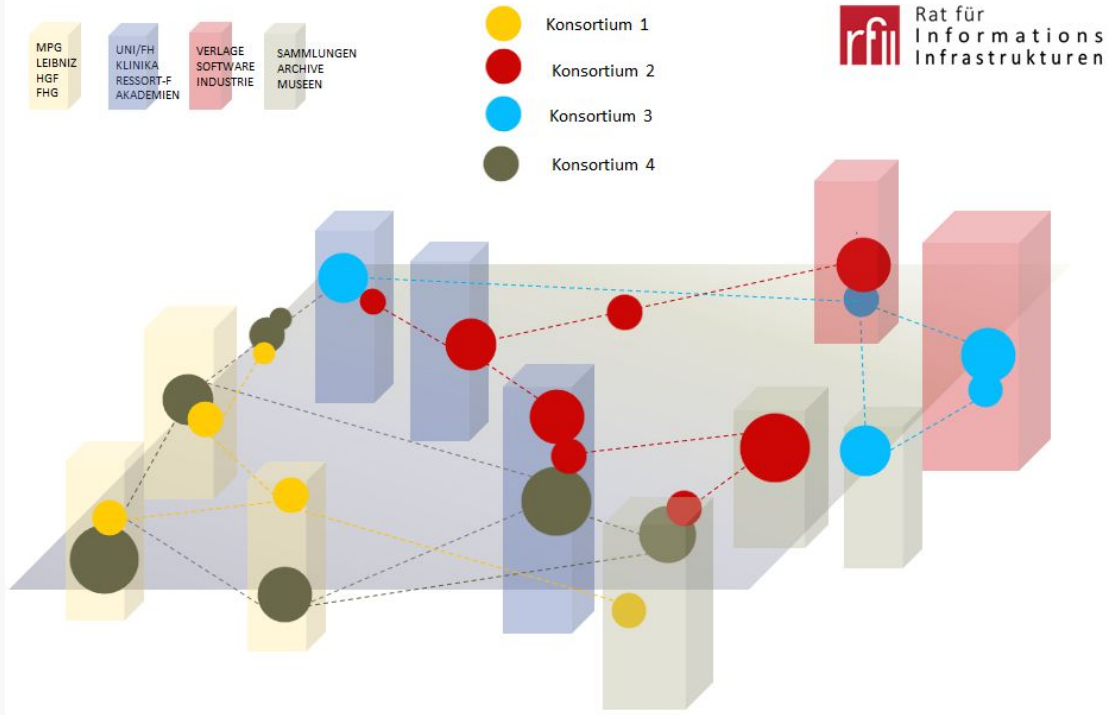 MPG
LEIBNIZ
HGF
FHG
UNI/FH
KLINIKA
RESSORT-F
AKADEMIEN
VERLAGE
SOFTWARE
INDUSTRIE
SAMMLUNGEN
ARCHIVE
MUSEEN
Konsortium 1
Konsortium 2
Konsortium 3
Konsortium 4
rfii
Rat für
Informations
Infrastrukturen